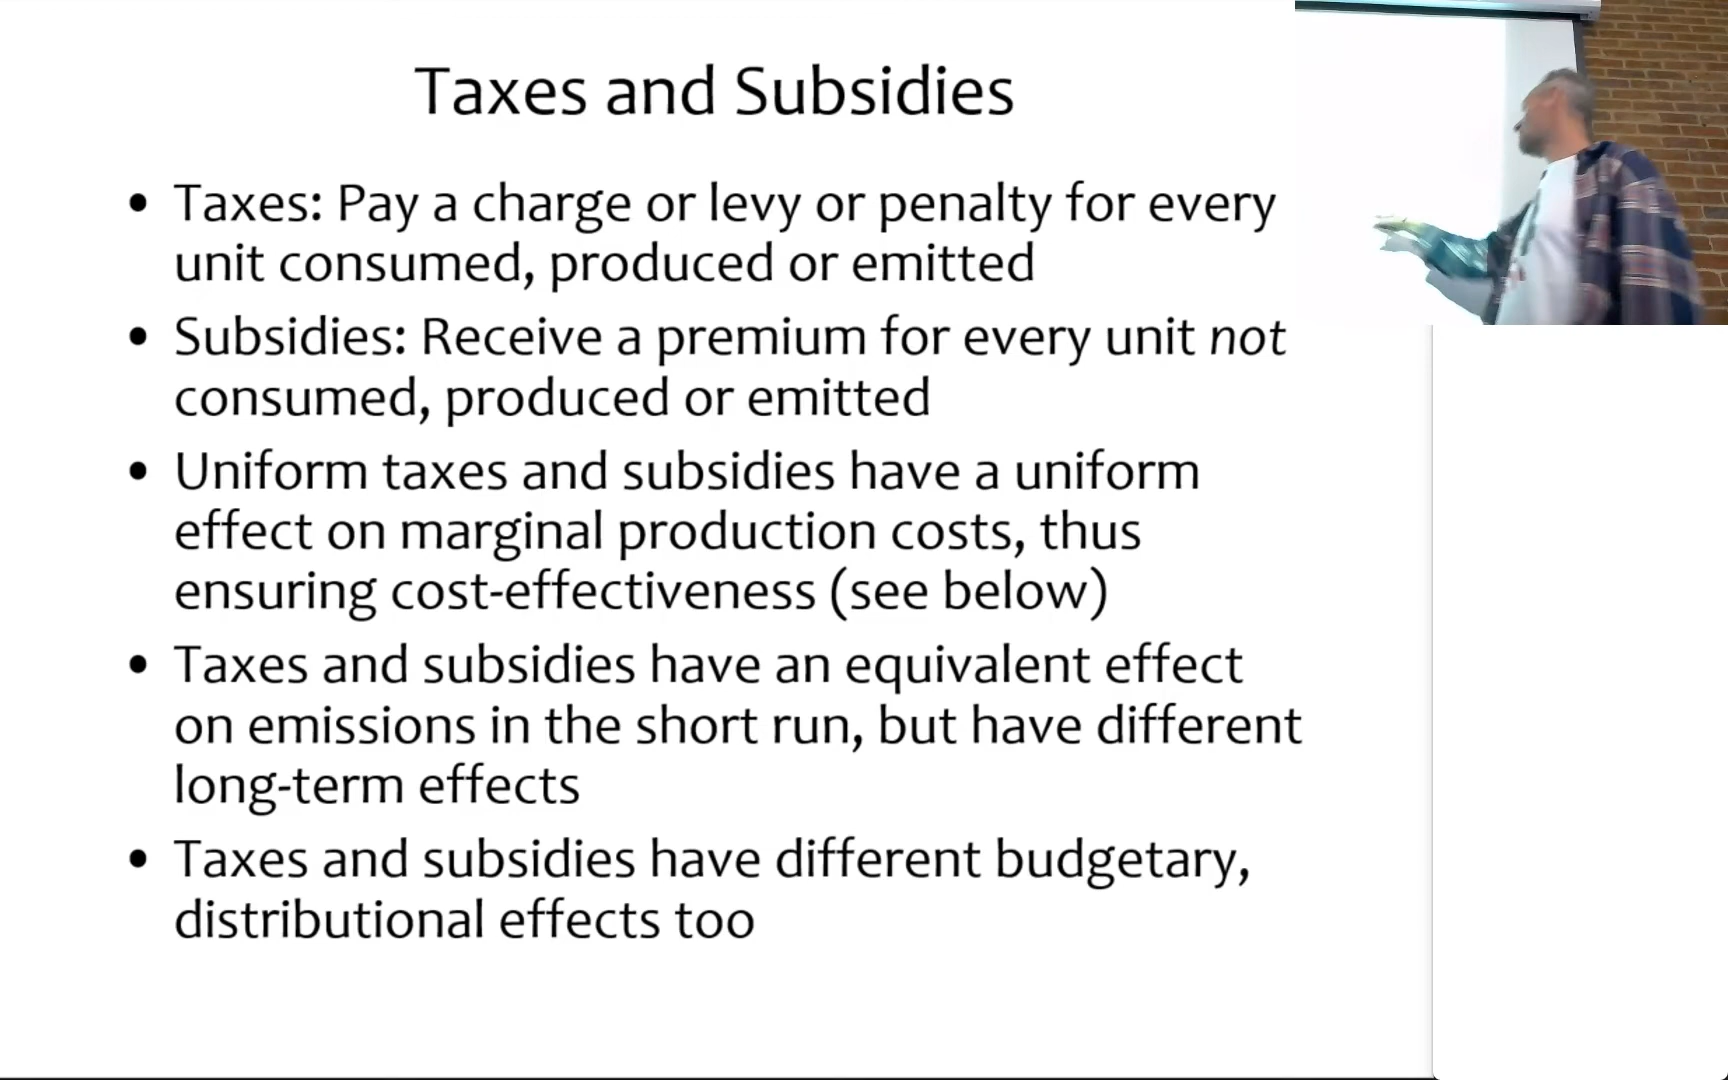 Taxes and Subsidies
• Taxes: Pay a charge or levy or penalty for every
unit consumed, produced or emitted
• Subsidies: Receive a premium for every unit not
consumed, produced or emitted
• Uniform taxes and subsidies have a uniform
effect on marginal production costs, thus
ensuring cost-effectiveness (see below)
• Taxes and subsidies have an equivalent effect
on emissions in the short run, but have different
long-term effects
• Taxes and subsidies have different budgetary,
distributional effects too